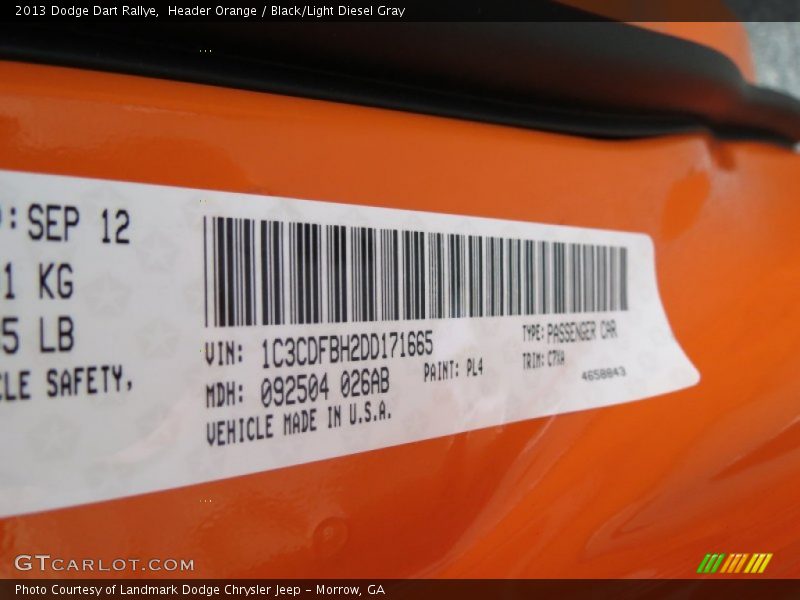 2013 Dodge Dart Rallye,  Header Orange / Black/Light Diesel Gray
: SEP 12
1 KG
5 LB
LE SAFETY,
VIN: 1C3CDFBH2DD171665
TYPE: PASSENGER CAR
MDH: 092504 026AB
PAINT: PL4
TRIM: C7XA
4658843
VEHICLE MADE IN U.S.A.
GTCARLOT.COM
Photo Courtesy of Landmark Dodge Chrysler Jeep - Morrow, GA